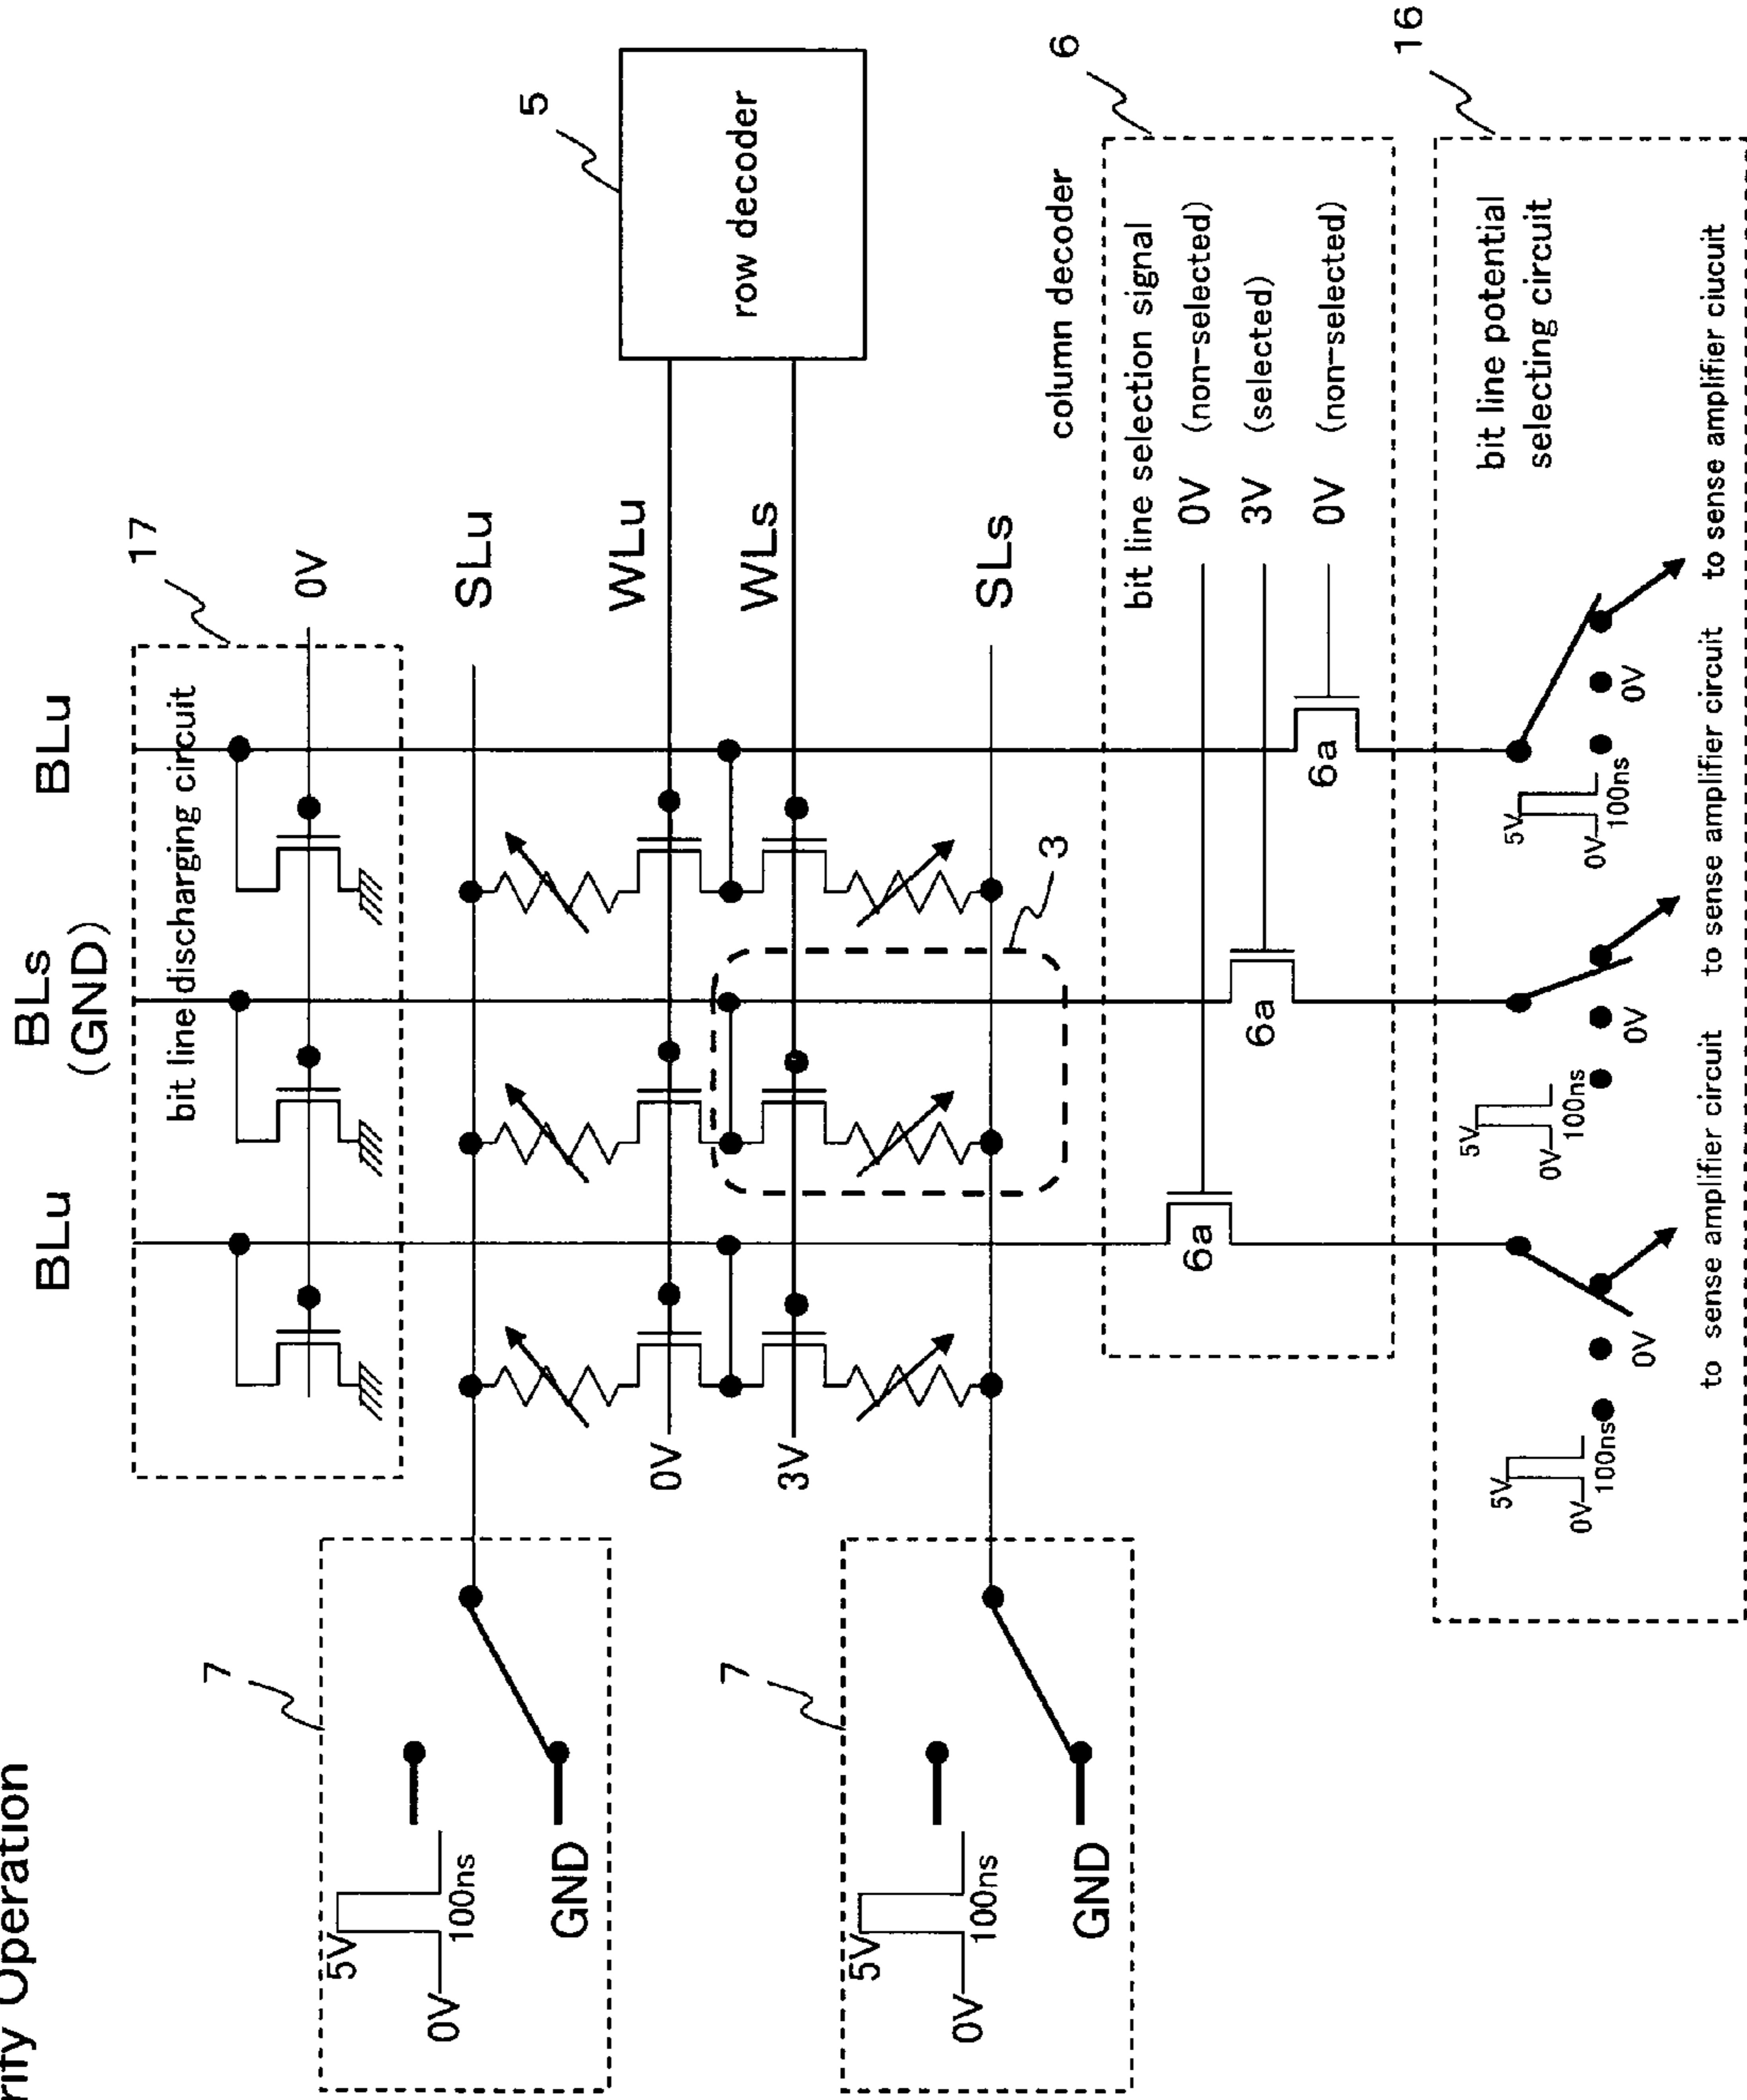 Operation
BLu
BLs
(GND)
BLu
17
bit line discharging circuit
0V
SLu
WLu
WLs
SLs
5
row decoder
0V
3V
3
7
5V
0V
100ns
GND
7
5V
0V
100ns
GND
column decoder
6
bit line selection signal
0V (non-selected)
3V (selected)
0V (non-selected)
6a
6a
6a
16
bit line potential
selecting circuit
5V
0V
100ns
0V
5V
0V
100ns
0V
5V
0V
100ns
0V
to sense amplifier circuit
to sense amplifier circuit
to sense amplifier ciucuit